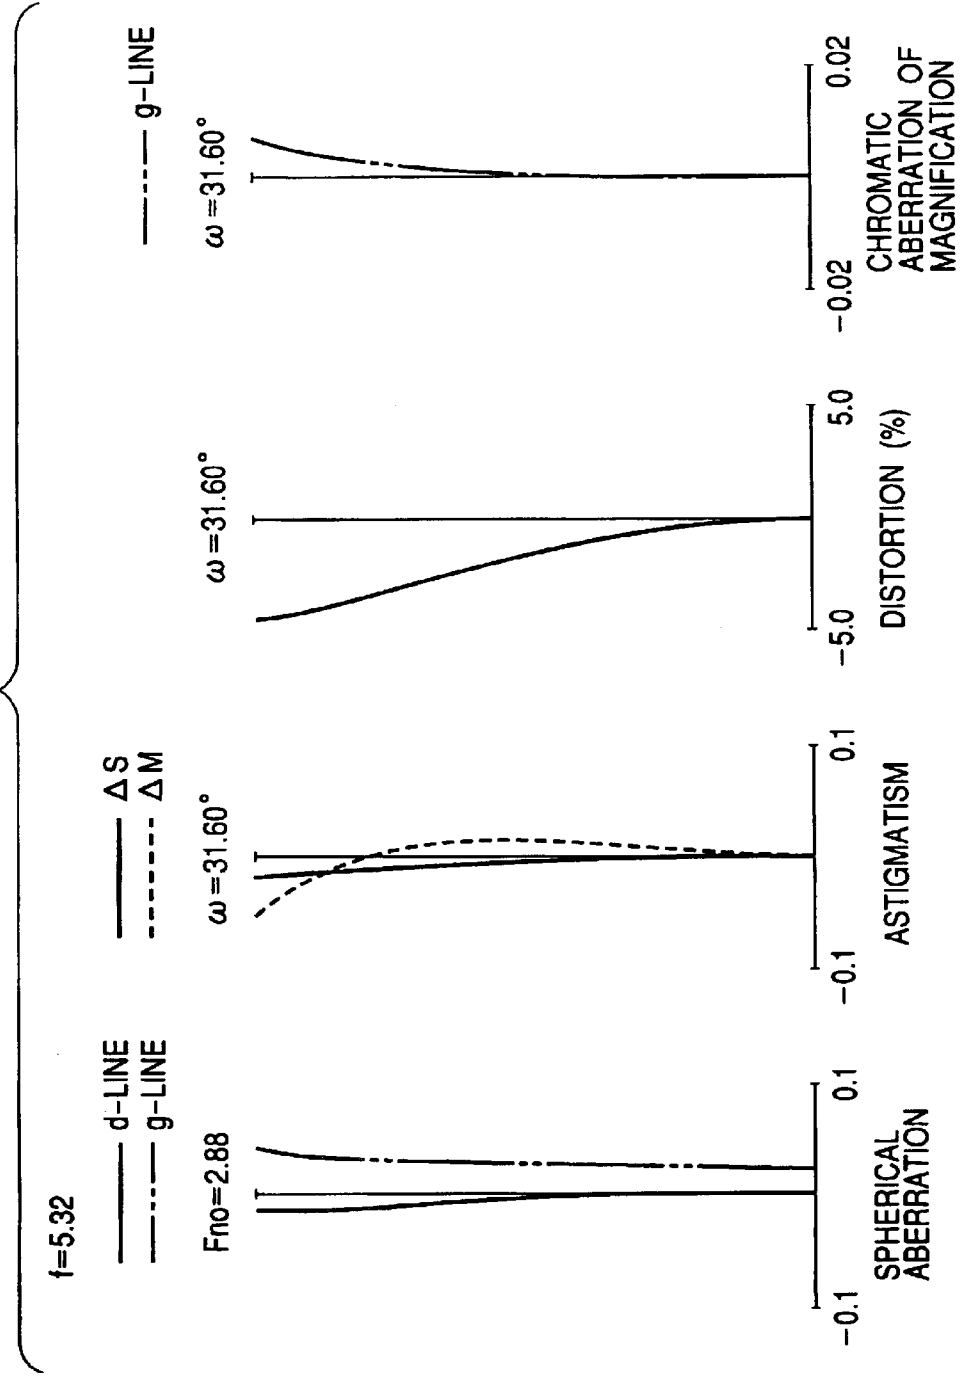 f=5.32
d-LINE
g-LINE
Fno=2.88
-0.1
0.1
SPHERICAL
ABERRATION
ΔS
ΔM
ω=31.60°
-0.1
0.1
ASTIGMATISM
ω=31.60°
-5.0
5.0
DISTORTION (%)
g-LINE
ω=31.60°
-0.02
0.02
CHROMATIC
ABERRATION OF
MAGNIFICATION